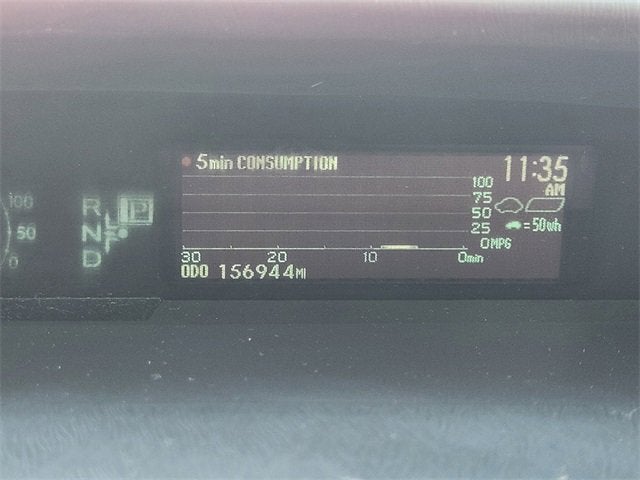 5min CONSUMPTION
11:35
AM
100
75
50
25
0MPG
= 50wh
30 20 10 0min
ODO 156944MI
100
50
0
R
N
D
P